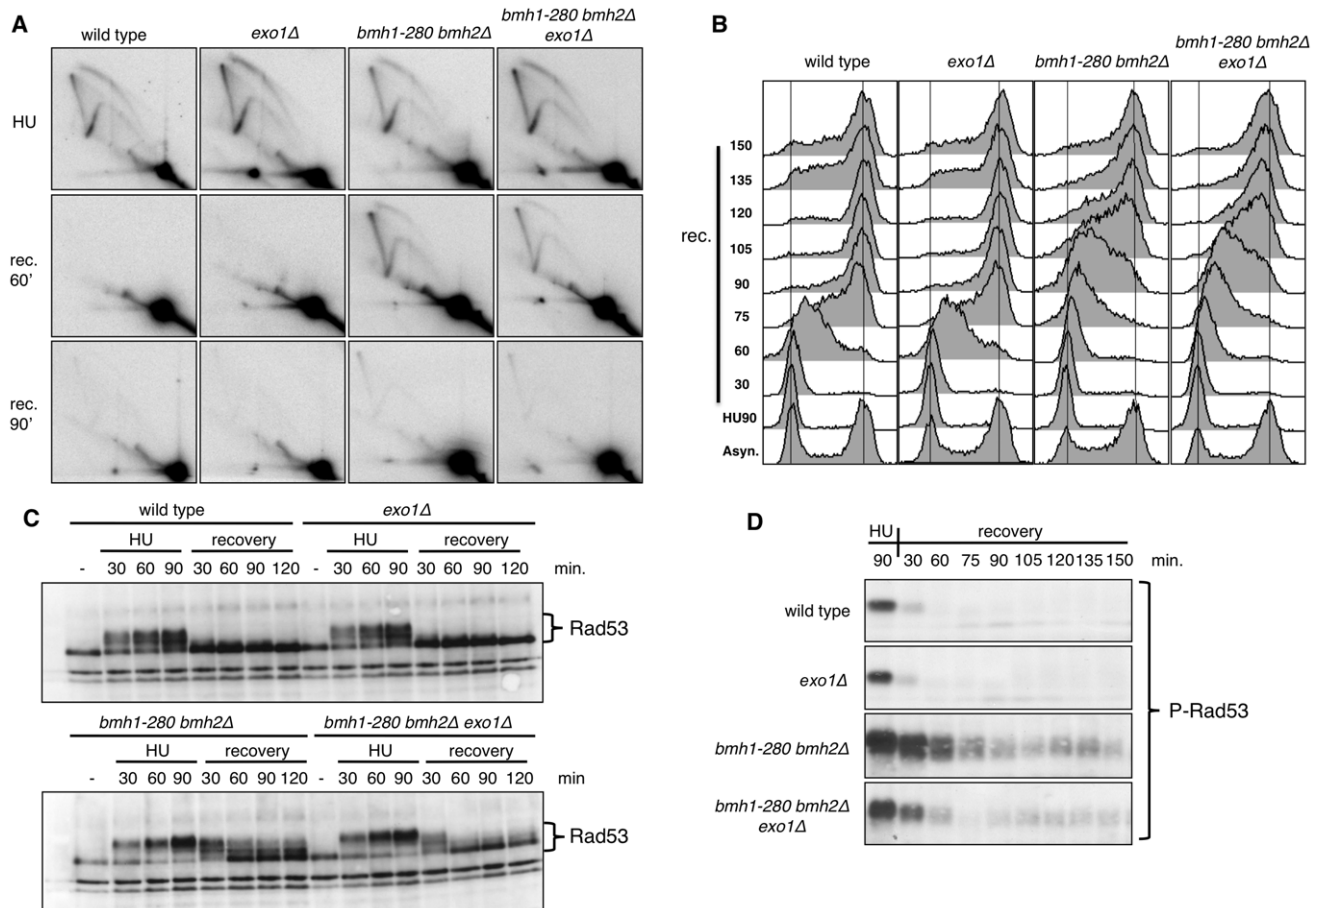 A
wild type
exo1Δ
bmh1-280 bmh2Δ
bmh1-280 bmh2Δ
exo1Δ
HU
rec.
60’
rec.
90’
B
wild type
exo1Δ
bmh1-280 bmh2Δ
bmh1-280 bmh2Δ
exo1Δ
rec.
150
135
120
105
90
75
60
30
HU90
Asyn.
C
wild type
exo1Δ
HU recovery HU recovery
- 30 60 90 30 60 90 120 - 30 60 90 30 60 90 120 min.
Rad53
bmh1-280 bmh2Δ
bmh1-280 bmh2Δ exo1Δ
HU recovery HU recovery
- 30 60 90 30 60 90 120 - 30 60 90 30 60 90 120 min
Rad53
D
HU recovery
90 30 60 75 90 105 120 135 150 min.
wild type
exo1Δ
bmh1-280 bmh2Δ
bmh1-280 bmh2Δ
exo1Δ
P-Rad53